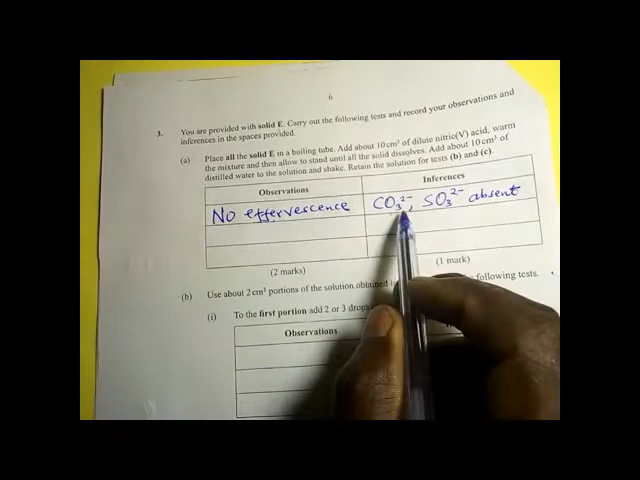 6
3. You are provided with solid E. Carry out the following tests and record your observations and
inferences in the spaces provided.
(a) Place all the solid E in a boiling tube. Add about 10 cm³ of dilute nitric(V) acid, warm
the mixture and then allow to stand until all the solid dissolves. Add about 10 cm³ of
distilled water to the solution and shake. Retain the solution for tests (b) and (c).
Observations Inferences
No effervescence CO₃²⁻, SO₃²⁻ absent
(2 marks) (1 mark)
(b) Use about 2 cm³ portions of the solution obtained following tests.
(i) To the first portion add 2 or 3 drops
Observations